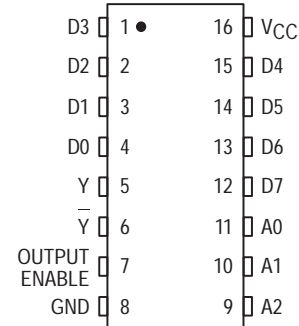 D3 1 16 VCC
D2 2 15 D4
D1 3 14 D5
D0 4 13 D6
Y 5 12 D7
Y̅ 6 11 A0
OUTPUT
ENABLE 7 10 A1
GND 8 9 A2